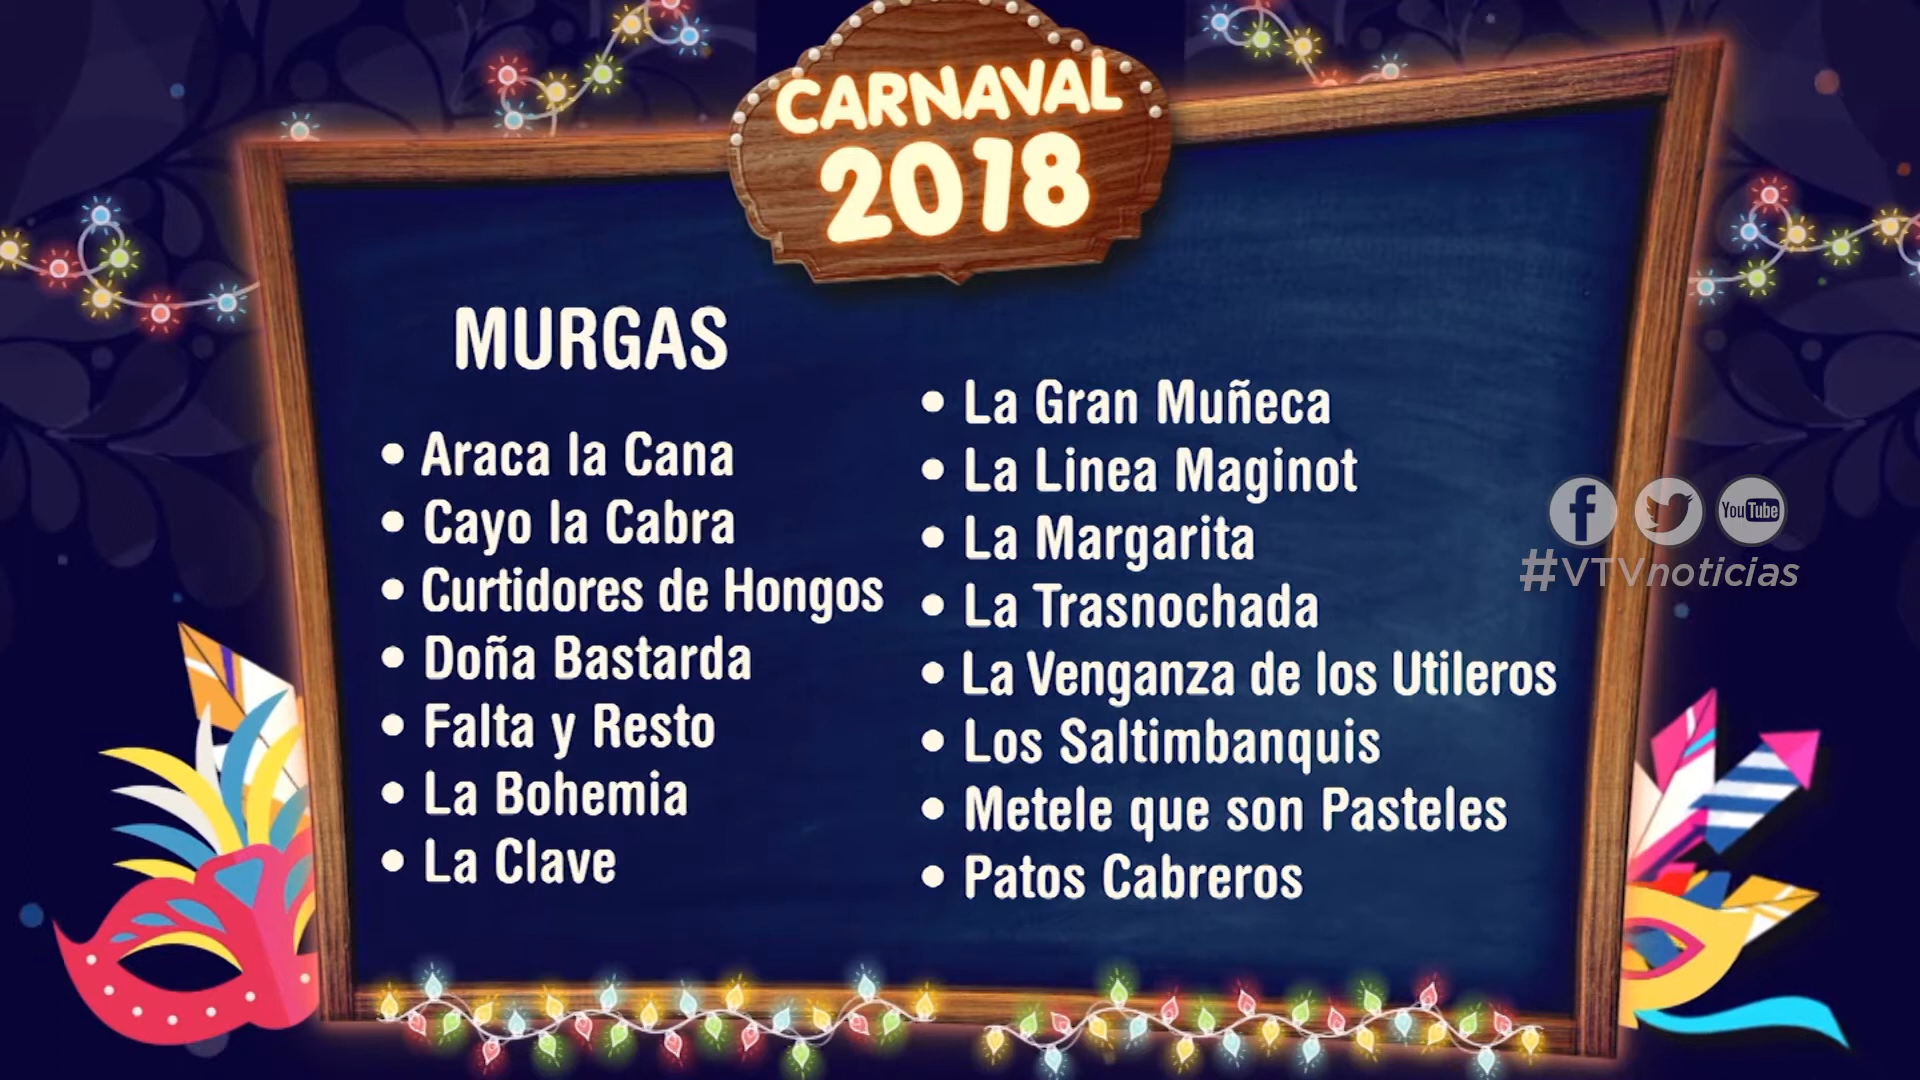 CARNAVAL
2018
MURGAS
• Araca la Cana
• Cayo la Cabra
• Curtidores de Hongos
• Doña Bastarda
• Falta y Resto
• La Bohemia
• La Clave
• La Gran Muñeca
• La Linea Maginot
• La Margarita
• La Trasnochada
• La Venganza de los Utileros
• Los Saltimbanquis
• Metele que son Pasteles
• Patos Cabreros
f YouTube
#VTVnoticias